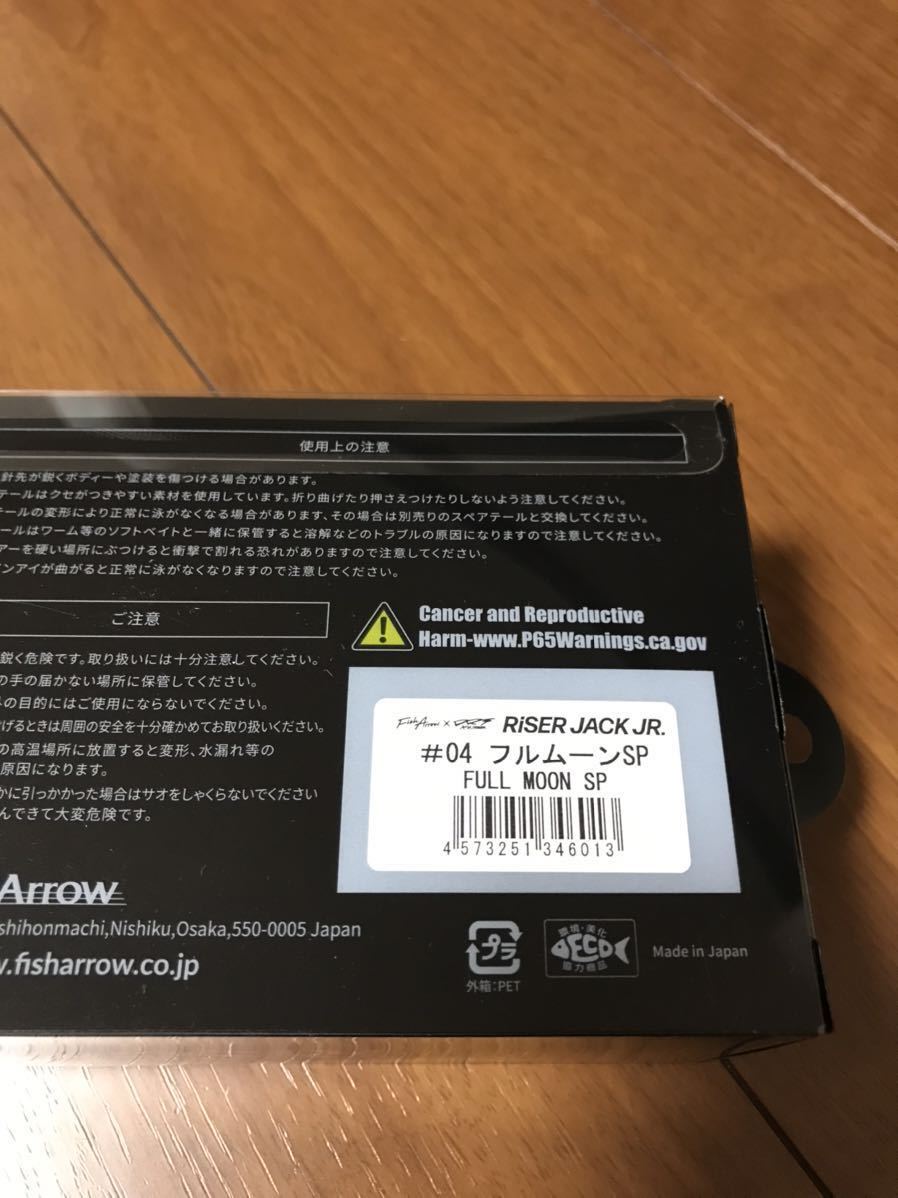 使用上の注意
針先が鋭くボディーや塗装を傷つける場合があります。
テールはクセがつきやすい素材を使用しています。折り曲げたり押さえつけたりしないよう注意してください。
テールの変形により正常に泳がなくなる場合があります、その場合は別売りのスペアテールと交換してください。
ールはワーム等のソフトベイトと一緒に保管すると溶解などのトラブルの原因になりますので注意してください。
アーを硬い場所にぶつけると衝撃で割れる恐れがありますので注意してください。
インアイが曲がると正常に泳がなくなりますので注意してください。
ご注意
鋭く危険です。取り扱いには十分注意してください。
の手の届かない場所に保管してください。
外の目的にはご使用にならないでください。
げるときは周囲の安全を十分確かめてお取り扱いください。
の高温場所に放置すると変形、水漏れ等の
原因になります。
かに引っかかった場合はサオをしゃくらないでください
んできて大変危険です。
Cancer and Reproductive
Harm-www.P65Warnings.ca.gov
Fish Arrow × DRT RiSER JACK JR.
#04 フルムーンSP
FULL MOON SP
4 573251 346013
Arrow
shihonmachi,Nishiku,Osaka,550-0005 Japan
.fisharrow.co.jp
プラ
外箱:PET
環境・美化
ECO
協力商品
Made in Japan